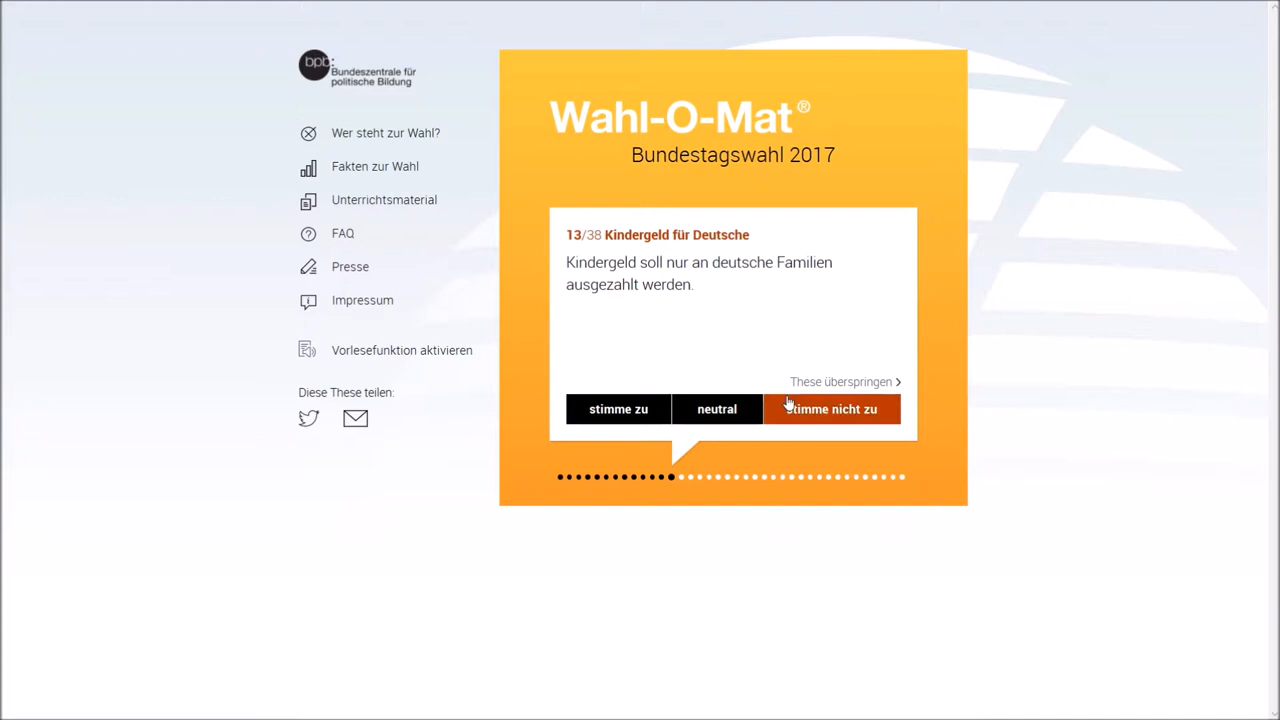 bpb:
Bundeszentrale für
politische Bildung
Wer steht zur Wahl?
Fakten zur Wahl
Unterrichtsmaterial
FAQ
Presse
Impressum
Vorlesefunktion aktivieren
Diese These teilen:
Wahl-O-Mat®
Bundestagswahl 2017
13/38 Kindergeld für Deutsche
Kindergeld soll nur an deutsche Familien
ausgezahlt werden.
These überspringen
stimme zu
neutral
stimme nicht zu